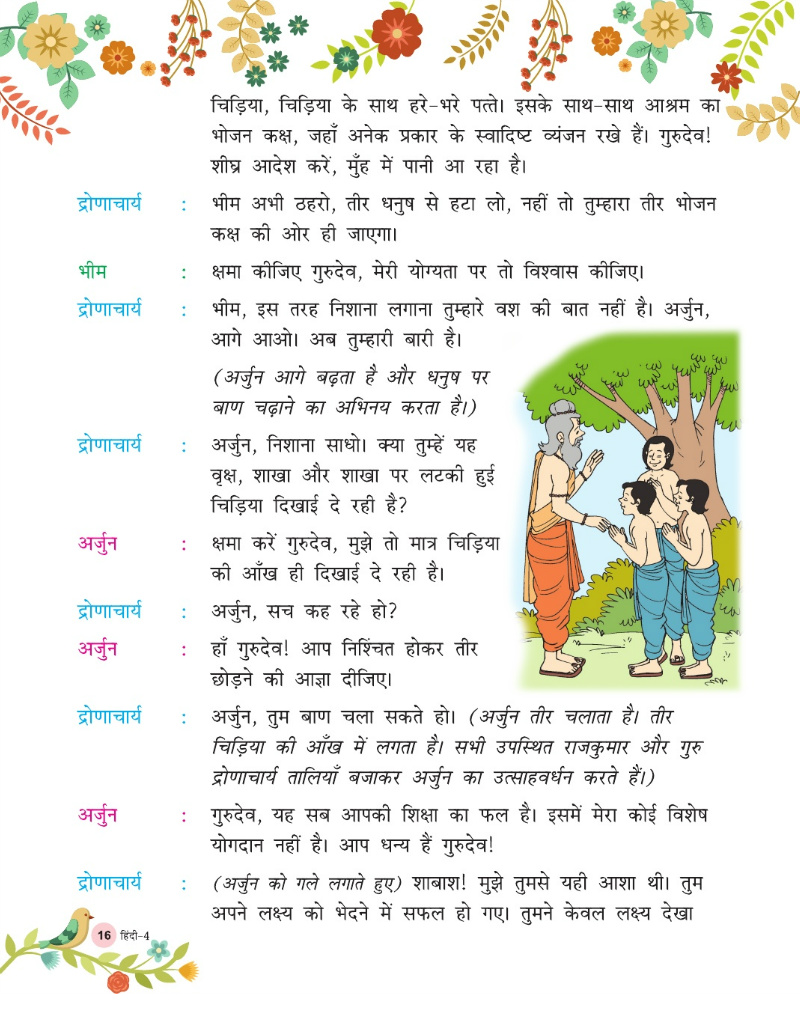 चिड़िया, चिड़िया के साथ हरे-भरे पत्ते। इसके साथ-साथ आश्रम का
भोजन कक्ष, जहाँ अनेक प्रकार के स्वादिष्ट व्यंजन रखे हैं। गुरुदेव!
शीघ्र आदेश करें, मुँह में पानी आ रहा है।
द्रोणाचार्य : भीम अभी ठहरो, तीर धनुष से हटा लो, नहीं तो तुम्हारा तीर भोजन
कक्ष की ओर ही जाएगा।
भीम : क्षमा कीजिए गुरुदेव, मेरी योग्यता पर तो विश्वास कीजिए।
द्रोणाचार्य : भीम, इस तरह निशाना लगाना तुम्हारे वश की बात नहीं है। अर्जुन,
आगे आओ। अब तुम्हारी बारी है।
(अर्जुन आगे बढ़ता है और धनुष पर
बाण चढ़ाने का अभिनय करता है।)
द्रोणाचार्य : अर्जुन, निशाना साधो। क्या तुम्हें यह
वृक्ष, शाखा और शाखा पर लटकी हुई
चिड़िया दिखाई दे रही है?
अर्जुन : क्षमा करें गुरुदेव, मुझे तो मात्र चिड़िया
की आँख ही दिखाई दे रही है।
द्रोणाचार्य : अर्जुन, सच कह रहे हो?
अर्जुन : हाँ गुरुदेव! आप निश्चिंत होकर तीर
छोड़ने की आज्ञा दीजिए।
द्रोणाचार्य : अर्जुन, तुम बाण चला सकते हो। (अर्जुन तीर चलाता है। तीर
चिड़िया की आँख में लगता है। सभी उपस्थित राजकुमार और गुरु
द्रोणाचार्य तालियाँ बजाकर अर्जुन का उत्साहवर्धन करते हैं।)
अर्जुन : गुरुदेव, यह सब आपकी शिक्षा का फल है। इसमें मेरा कोई विशेष
योगदान नहीं है। आप धन्य हैं गुरुदेव!
द्रोणाचार्य : (अर्जुन को गले लगाते हुए) शाबाश! मुझे तुमसे यही आशा थी। तुम
अपने लक्ष्य को भेदने में सफल हो गए। तुमने केवल लक्ष्य देखा
16 हिंदी-4